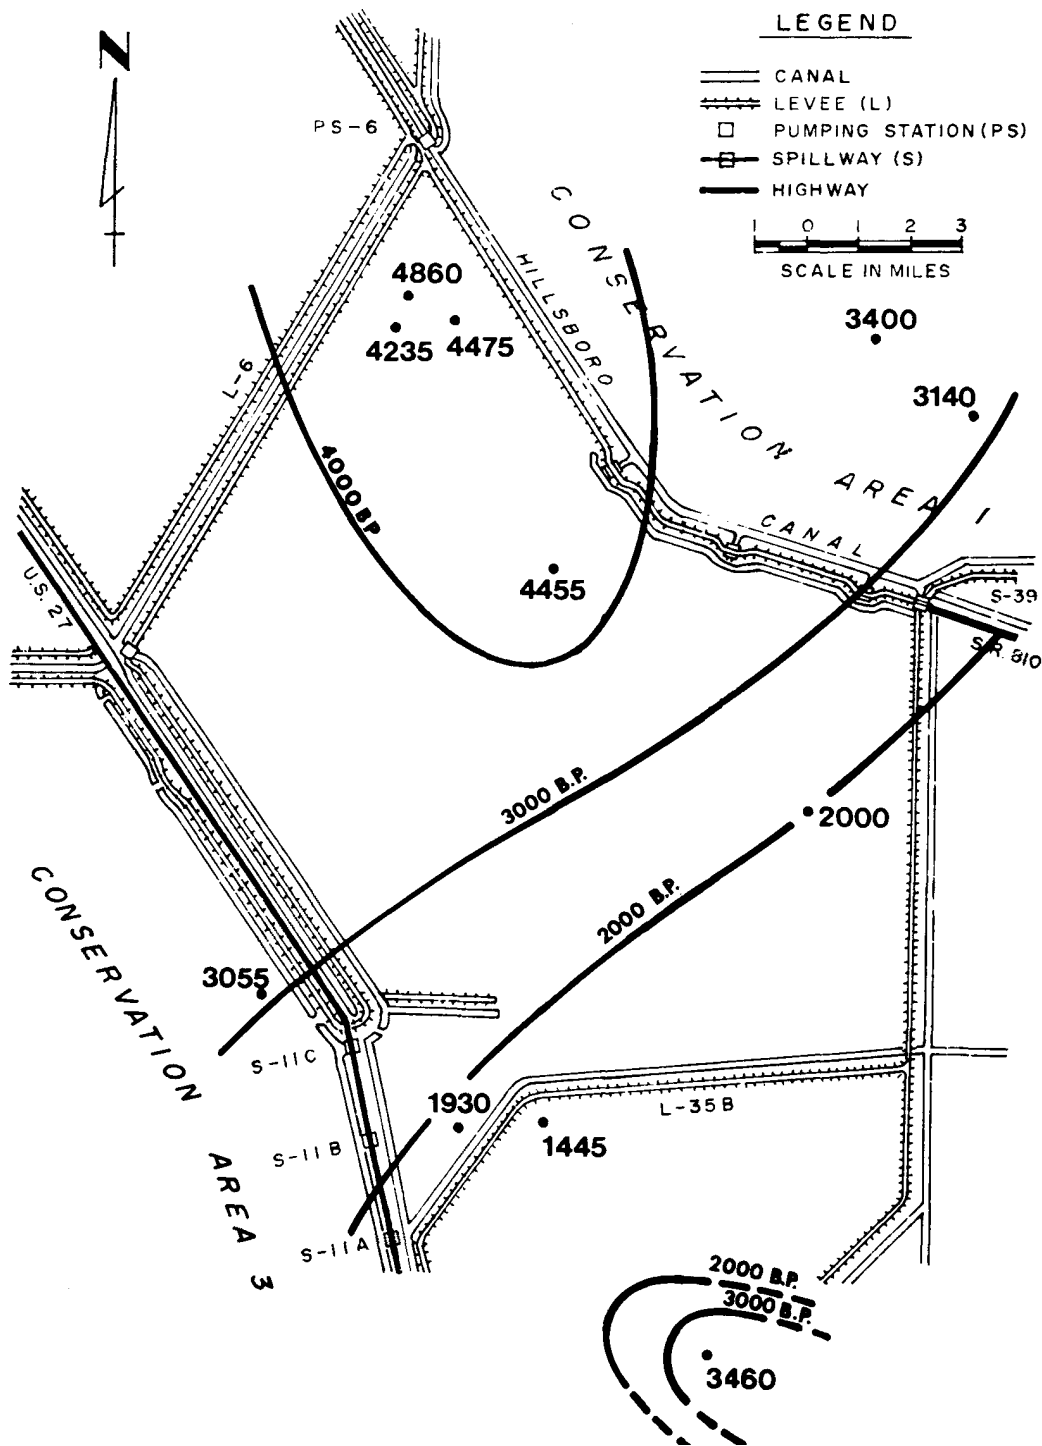 LEGEND
CANAL
LEVEE (L)
PUMPING STATION (PS)
SPILLWAY (S)
HIGHWAY
1 0 1 2 3
SCALE IN MILES
N
PS-6
CONSERVATION AREA 1
HILLSBORO CANAL
4860
4235
4475
3400
3140
L-6
4000 B.P.
4455
U.S. 27
S-39
S.R. 810
3000 B.P.
2000
2000 B.P.
CONSERVATION AREA 3
3055
S-11C
1930
L-35B
1445
S-11B
S-11A
2000 B.P.
3000 B.P.
3460